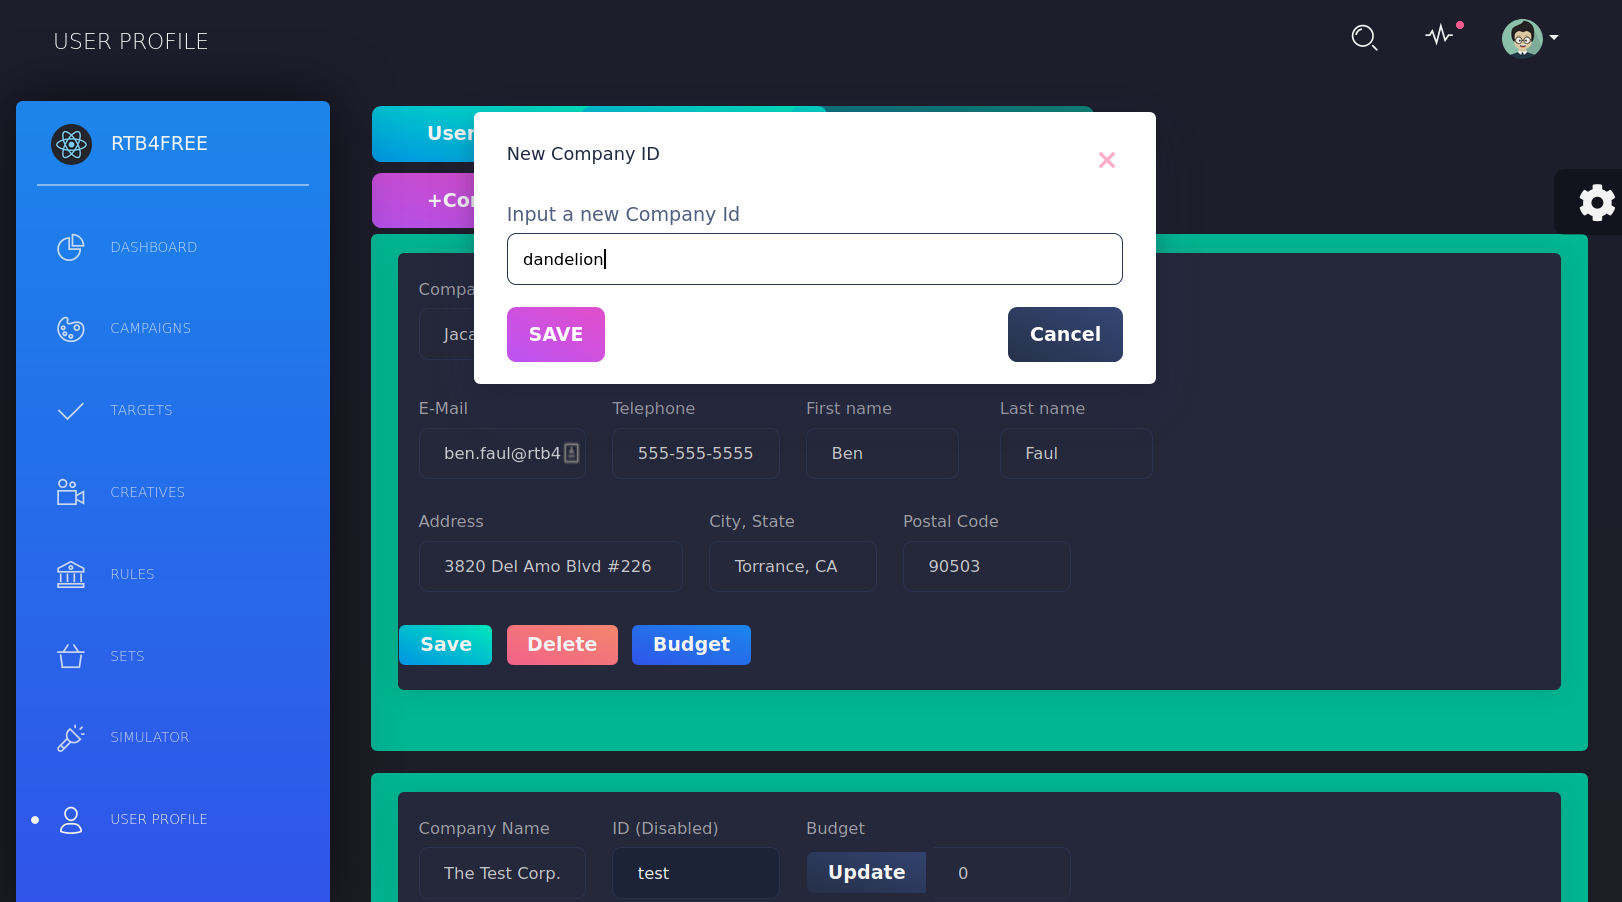 USER PROFILE
RTB4FREE
DASHBOARD
CAMPAIGNS
TARGETS
CREATIVES
RULES
SETS
SIMULATOR
USER PROFILE
User
+Co
New Company ID
×
Input a new Company Id
dandelion
SAVE Cancel
Compa
Jaca
E-Mail Telephone First name Last name
ben.faul@rtb4 555-555-5555 Ben Faul
Address City, State Postal Code
3820 Del Amo Blvd #226 Torrance, CA 90503
Save Delete Budget
Company Name ID (Disabled) Budget
The Test Corp. test Update 0